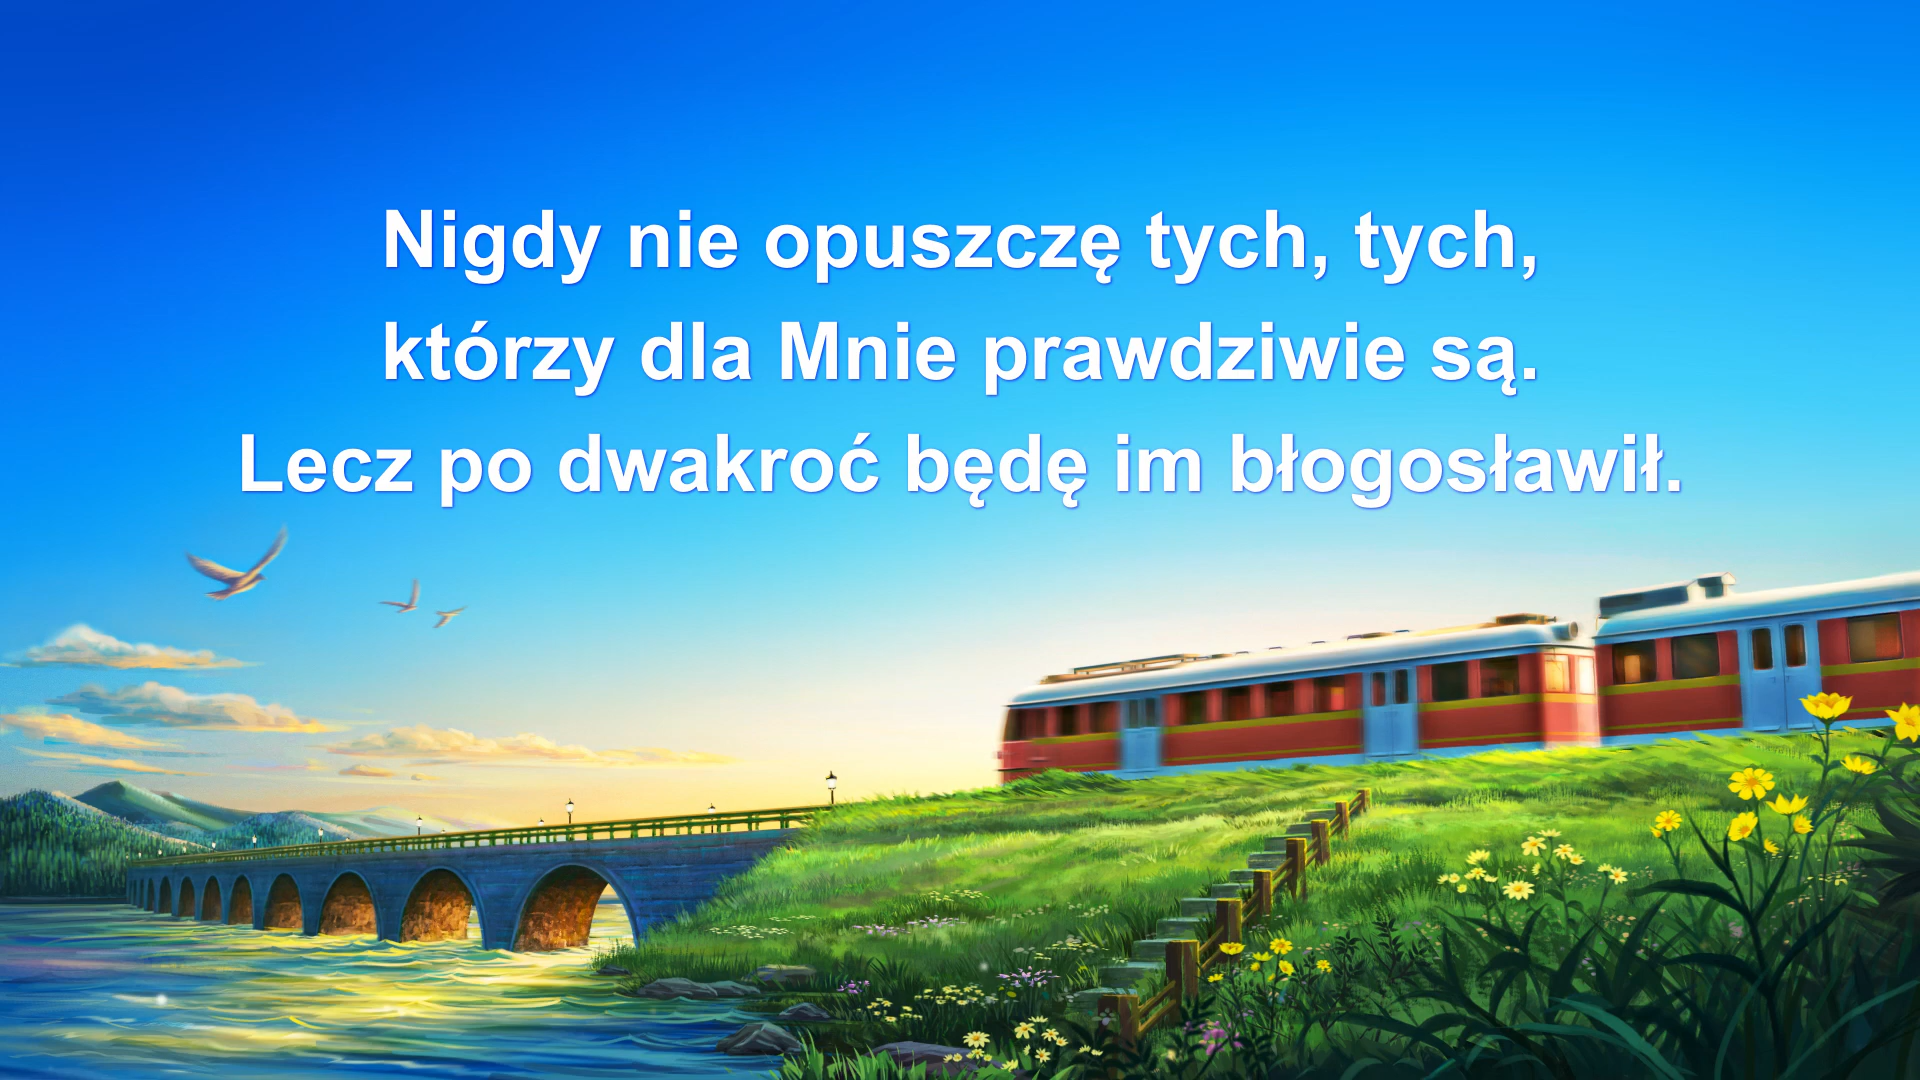 Nigdy nie opuszczę tych, tych,
którzy dla Mnie prawdziwie są.
Lecz po dwakroć będę im błogosławił.